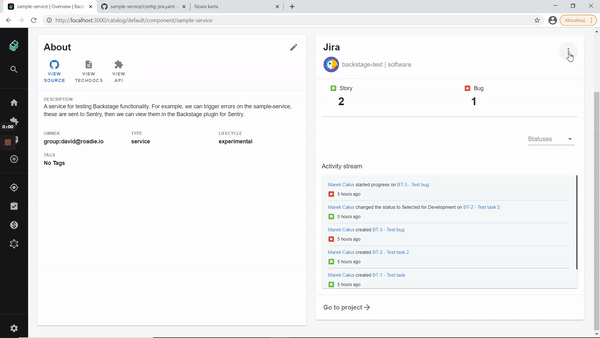 sample-service | Overview | Bac
sample-service/config-jira.yaml -
Nowa karta
http://localhost:3000/catalog/default/component/sample-service
Aktualizuj
About
VIEW SOURCE
VIEW TECHDOCS
VIEW API
DESCRIPTION
A service for testing Backstage functionality. For example, we can trigger errors on the sample-service,
these are sent to Sentry, then we can view them in the Backstage plugin for Sentry.
OWNER
group:david@roadie.io
TYPE
service
LIFECYCLE
experimental
TAGS
No Tags
0:00
Jira
backstage-test | software
Story
2
Bug
1
Statuses
Activity stream
Marek Calus started progress on BT-3 - Test bug
5 hours ago
Marek Calus changed the status to Selected for Development on BT-2 - Test task 2
5 hours ago
Marek Calus created BT-3 - Test bug
5 hours ago
Marek Calus created BT-2 - Test task 2
5 hours ago
Marek Calus created BT-1 - Test task
5 hours ago
Go to project